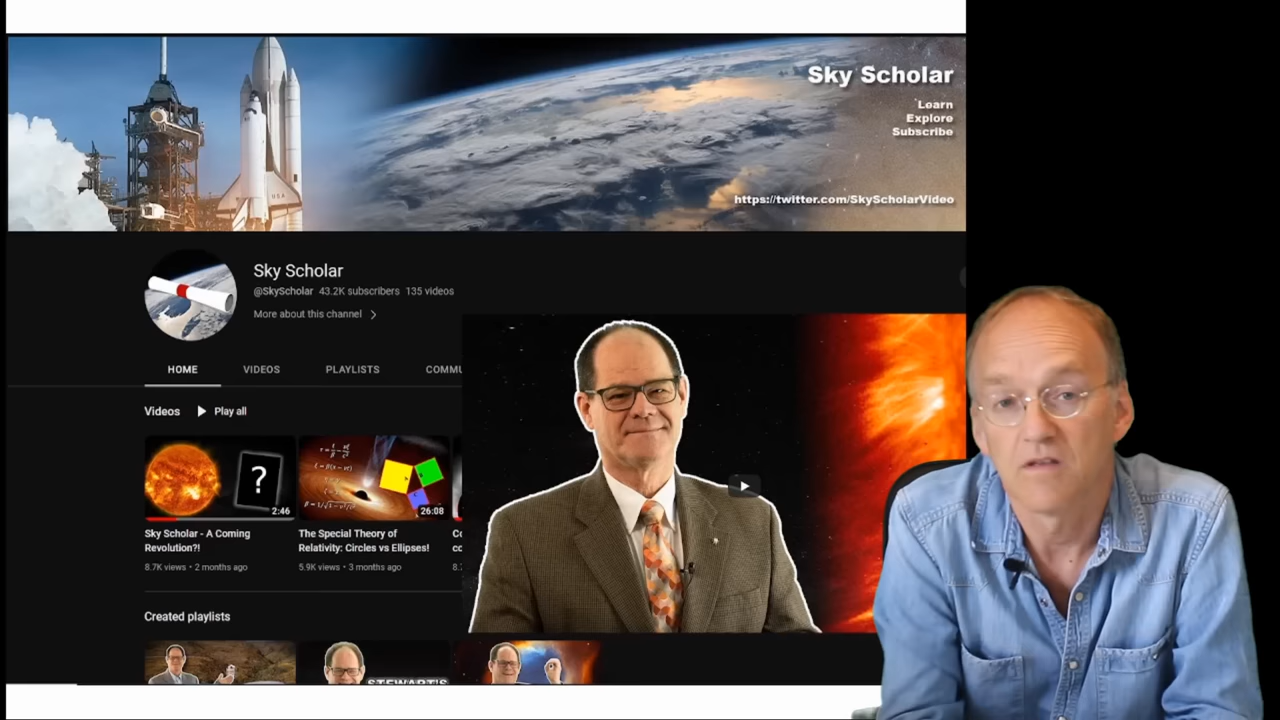 Sky Scholar
Learn
Explore
Subscribe
https://twitter.com/SkyScholarVideo
USA
Sky Scholar
@SkyScholar 43.2K subscribers 135 videos
More about this channel
HOME VIDEOS PLAYLISTS COMMU
Videos Play all
?
2:46
26:08
Sky Scholar - A Coming
Revolution?!
The Special Theory of
Relativity: Circles vs Ellipses!
8.7K views • 2 months ago
5.9K views • 3 months ago
Created playlists
STEWART'S